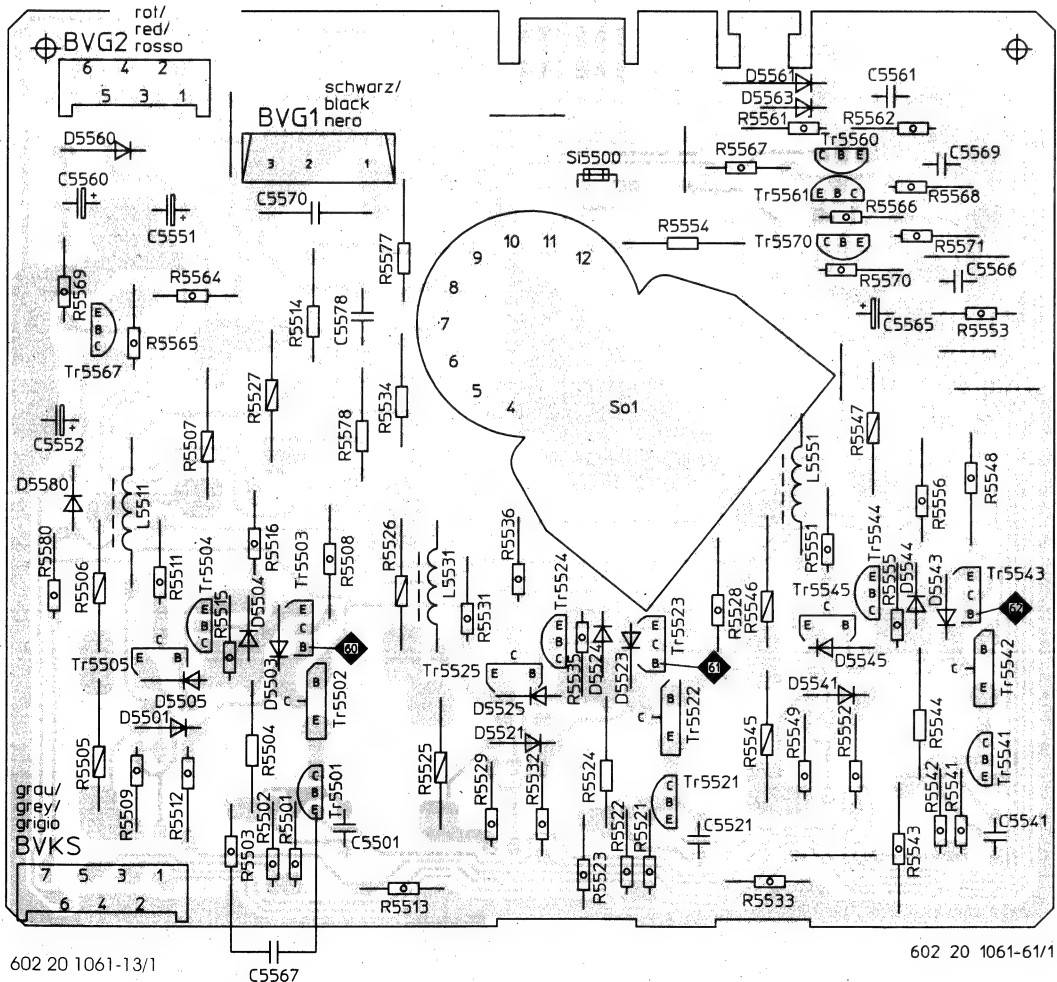 rot/
red/
rosso
BVG2
6 4 2
5 3 1
schwarz/
black
nero
BVG1
3 2 1
D5560
C5560
C5551
C5570
Si5500
D5561
D5563
C5561
R5561
R5562
Tr5560
C B E
R5567
C5569
Tr5561
E B C
R5568
R5566
Tr5570
C B E
R5571
R5570
C5566
C5565
R5553
R5554
R5577
R5569
R5564
E
B
C
R5565
Tr5567
R5514
C5578
R5527
R5534
R5578
R5507
C5552
D5580
L5511
9 10 11 12
8
7
6
5
4
So1
R5547
L5551
R5556
R5548
R5551
R5580
R5506
R5511
Tr5504
R5516
Tr5503
R5508
R5526
L5531
R5536
R5531
Tr5524
R5528
R5546
Tr5544
D5544
D5543
Tr5543
R5555
Tr5545
R5515
D5504
E
B
C
E
C
B
60
C
E B
Tr5505
D5505
D5503
D5501
Tr5502
B
C
E
Tr5525
C
E B
D5525
D5521
E
B
C
R5535
D5524
D5523
Tr5523
E
C
B
61
Tr5522
B
C
E
C
E B
D5545
D5541
E
B
C
E
C
B
62
Tr5542
B
C
E
R5505
R5509
R5512
R5504
R5503
R5502
R5501
Tr5501
C
B
E
C5501
R5525
R5529
R5532
R5524
R5523
R5522
R5521
Tr5521
C
B
E
C5521
R5545
R5549
R5552
R5544
R5543
R5542
R5541
Tr5541
C
B
E
C5541
grau/
grey/
grigio
BVKS
7 5 3 1
6 4 2
R5513
R5533
C5567
602 20 1061-13/1
602 20 1061-61/1